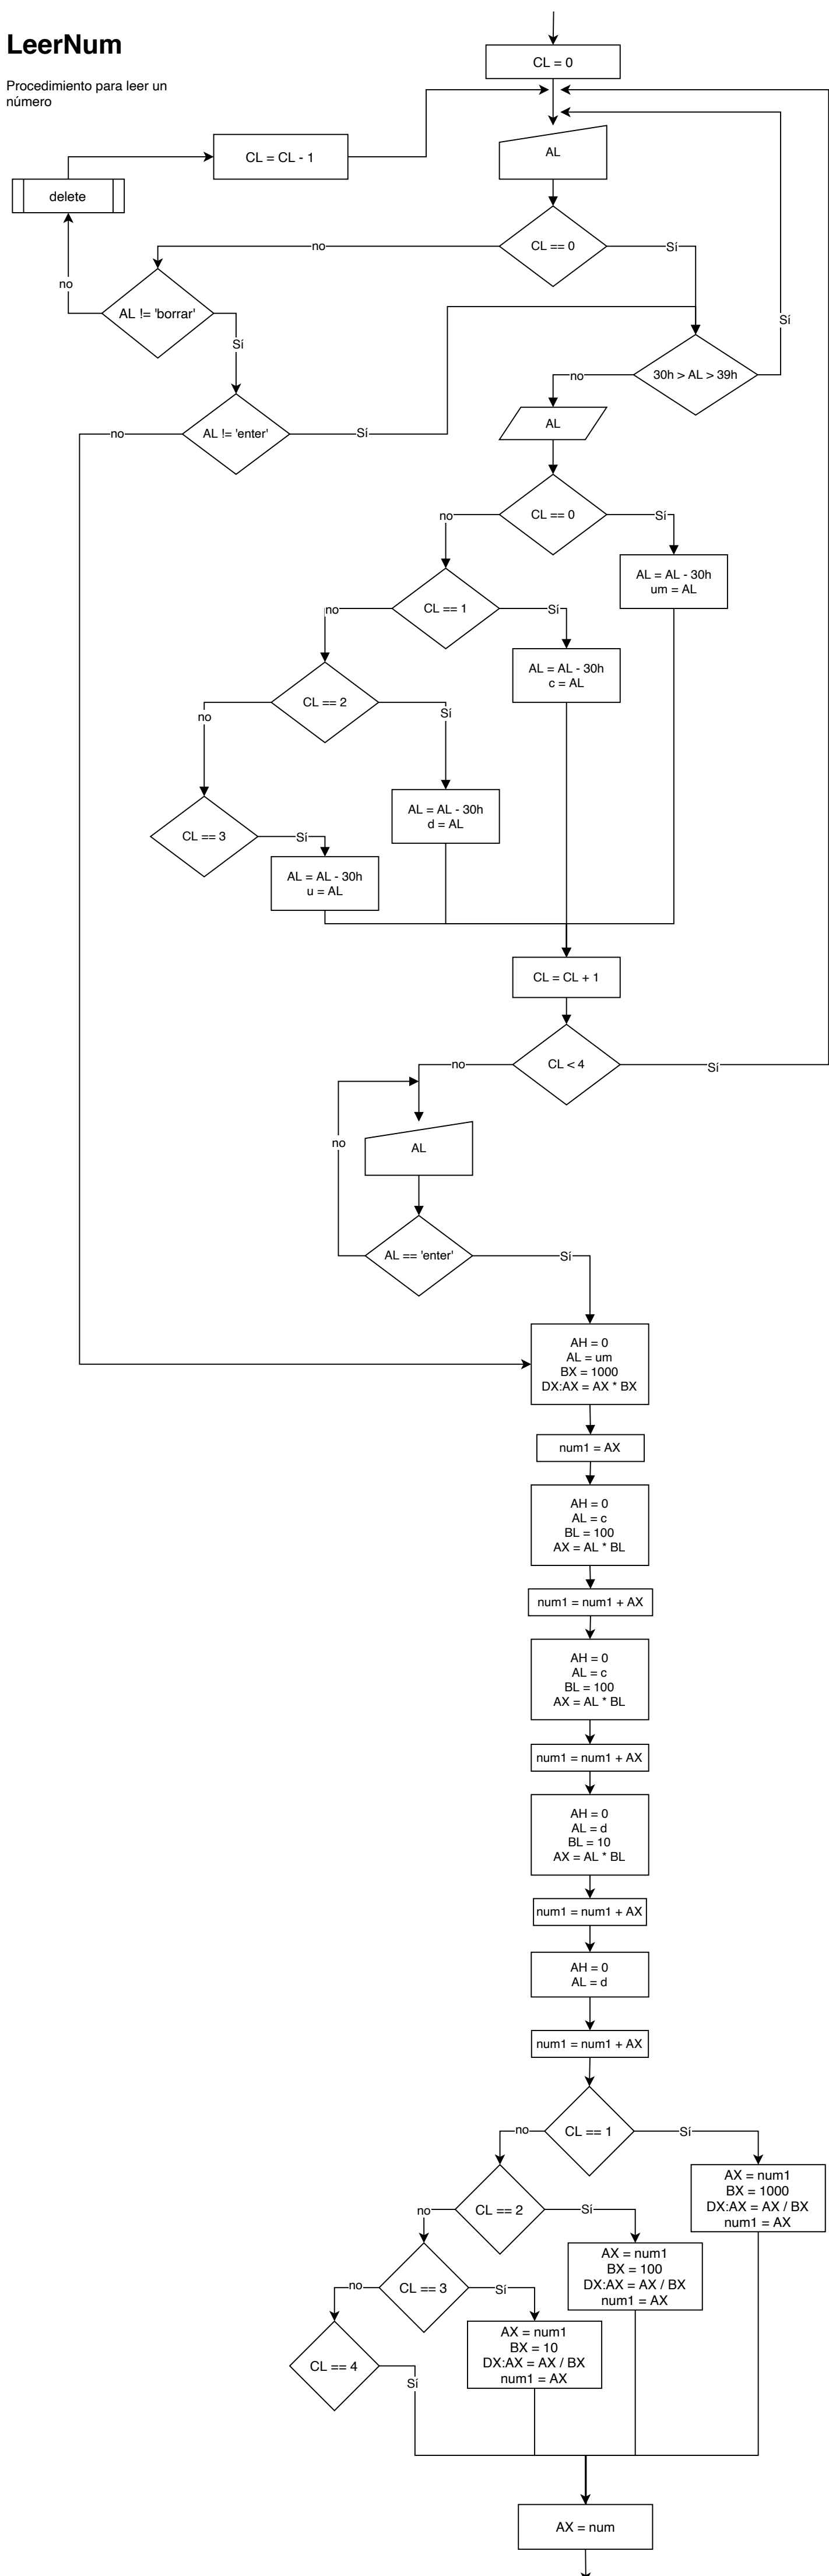 LeerNum
Procedimiento para leer un
número
CL = 0
AL
CL = CL - 1
delete
CL == 0
no
Sí
AL != 'borrar'
no
Sí
30h > AL > 39h
Sí
no
AL != 'enter'
no
Sí
AL
CL == 0
no
Sí
AL = AL - 30h
um = AL
CL == 1
no
Sí
AL = AL - 30h
c = AL
CL == 2
no
Sí
AL = AL - 30h
d = AL
CL == 3
Sí
AL = AL - 30h
u = AL
CL = CL + 1
CL < 4
no
Sí
AL
no
AL == 'enter'
Sí
AH = 0
AL = um
BX = 1000
DX:AX = AX * BX
num1 = AX
AH = 0
AL = c
BL = 100
AX = AL * BL
num1 = num1 + AX
AH = 0
AL = c
BL = 100
AX = AL * BL
num1 = num1 + AX
AH = 0
AL = d
BL = 10
AX = AL * BL
num1 = num1 + AX
AH = 0
AL = d
num1 = num1 + AX
CL == 1
no
Sí
AX = num1
BX = 1000
DX:AX = AX / BX
num1 = AX
CL == 2
no
Sí
AX = num1
BX = 100
DX:AX = AX / BX
num1 = AX
CL == 3
no
Sí
AX = num1
BX = 10
DX:AX = AX / BX
num1 = AX
CL == 4
Sí
AX = num